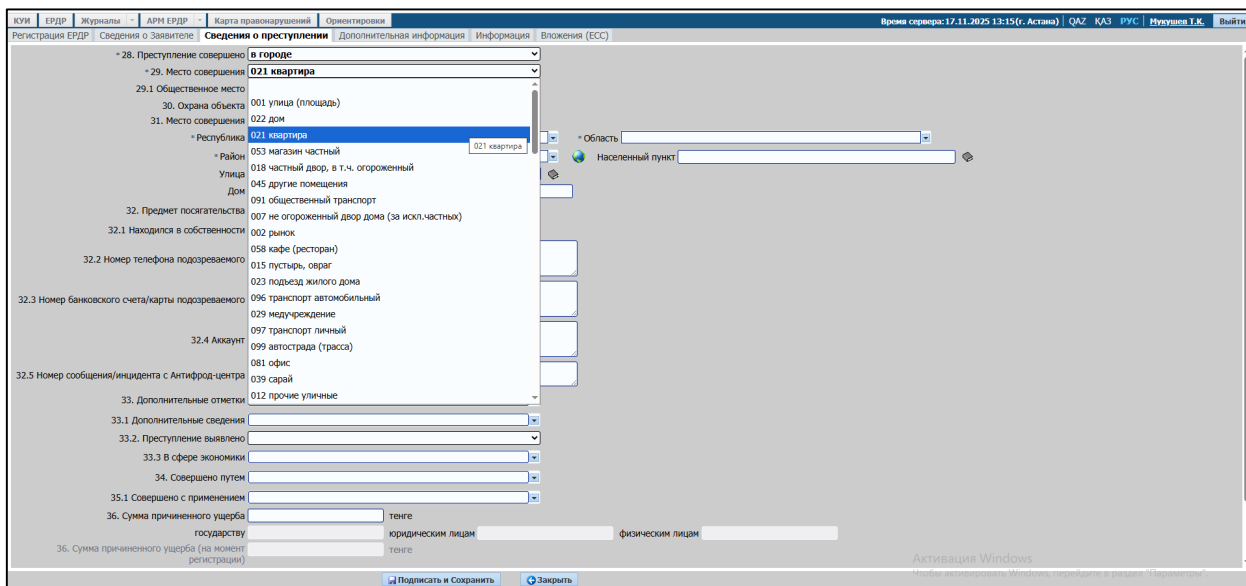 КУИ ЕРДР Журналы АРМ ЕРДР Карта правонарушений Ориентировки Время сервера:17.11.2025 13:15(г. Астана) QAZ ҚАЗ РУС Мукушев Т.К. Выйти
Регистрация ЕРДР Сведения о Заявителе Сведения о преступлении Дополнительная информация Информация Вложения (ECC)
* 28. Преступление совершено в городе
* 29. Место совершения 021 квартира
29.1 Общественное место
30. Охрана объекта 001 улица (площадь)
31. Место совершения 022 дом
* Республика 021 квартира * Область
021 квартира
* Район 053 магазин частный Населенный пункт
Улица 018 частный двор, в т.ч. огороженный
Дом 045 другие помещения
091 общественный транспорт
32. Предмет посягательства 007 не огороженный двор дома (за искл.частных)
32.1 Находился в собственности 002 рынок
058 кафе (ресторан)
32.2 Номер телефона подозреваемого 015 пустырь, овраг
023 подъезд жилого дома
32.3 Номер банковского счета/карты подозреваемого 096 транспорт автомобильный
029 медучреждение
097 транспорт личный
32.4 Аккаунт 099 автострада (трасса)
081 офис
32.5 Номер сообщения/инцидента с Антифрод-центра 039 сарай
33. Дополнительные отметки 012 прочие уличные
33.1 Дополнительные сведения
33.2. Преступление выявлено
33.3 В сфере экономики
34. Совершено путем
35.1 Совершено с применением
36. Сумма причиненного ущерба тенге
государству юридическим лицам физическим лицам
36. Сумма причиненного ущерба (на момент регистрации) тенге
Активация Windows
Чтобы активировать Windows, перейдите в раздел "Параметры".
Подписать и Сохранить Закрыть